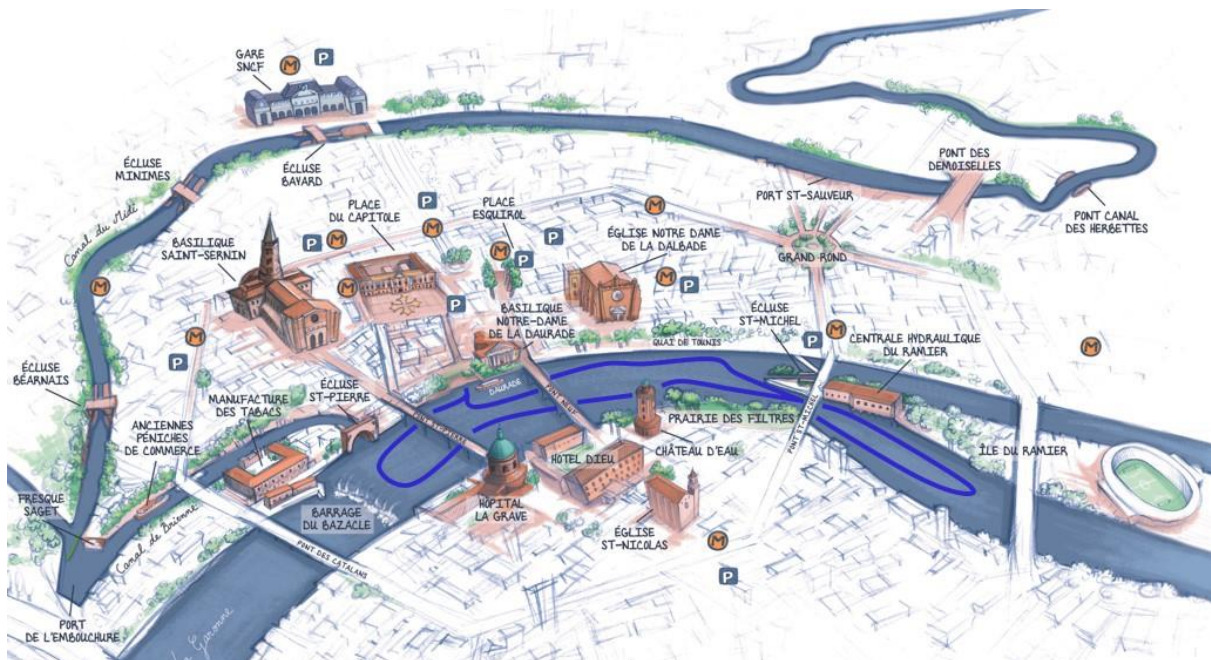 GARE
SNCF
P
M
ÉCLUSE
BAYARD
ÉCLUSE
MINIMES
Canal du Midi
PONT DES
DEMOISELLES
PORT ST-SAUVEUR
PONT CANAL
DES HERBETTES
BASILIQUE
SAINT-SERNIN
P
M
PLACE
DU CAPITOLE
P
M
PLACE
ESQUIROL
M
P
P
ÉGLISE NOTRE DAME
DE LA DALBADE
M
M
P
GRAND ROND
M
M
P
BASILIQUE
NOTRE-DAME
DE LA DAURADE
ÉCLUSE
ST-MICHEL
P
M
CENTRALE HYDRAULIQUE
DU RAMIER
M
QUAI DE TOUNIS
M
P
ÉCLUSE
BÉARNAIS
MANUFACTURE
DES TABACS
ÉCLUSE
ST-PIERRE
DAURADE
PONT NEUF
PONT ST-PIERRE
ANCIENNES
PÉNICHES
DE COMMERCE
PRAIRIE DES FILTRES
PONT ST-MICHEL
CHÂTEAU D'EAU
HOTEL DIEU
ÎLE DU RAMIER
FRESQUE
SAGET
Canal de Brienne
BARRAGE
DU BAZACLE
HÔPITAL
LA GRAVE
ÉGLISE
ST-NICOLAS
M
P
PONT DES CATALANS
PORT
DE L'EMBOUCHURE
La Garonne